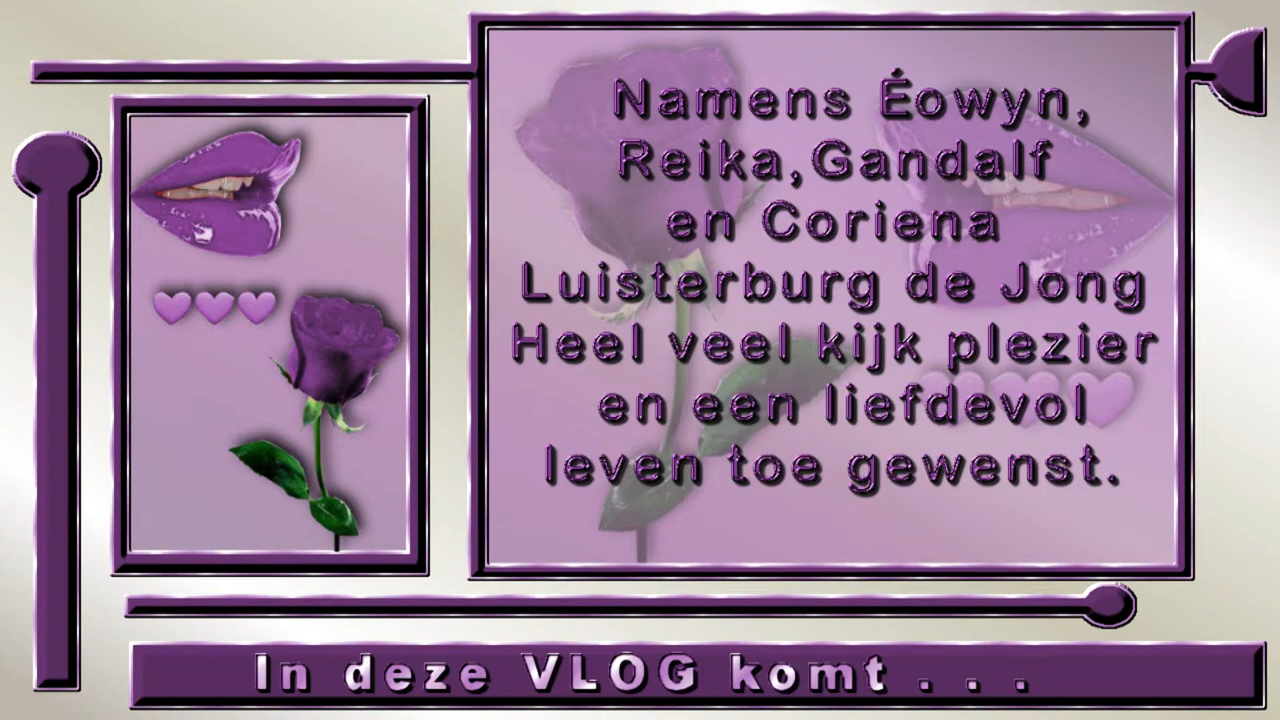 Namens Éowyn,
Reika,Gandalf
en Coriena
Luisterburg de Jong
Heel veel kijk plezier
en een liefdevol
leven toe gewenst.
In deze VLOG komt . . .